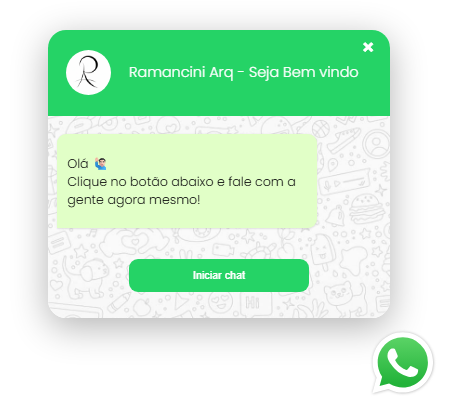 Ramancini Arq - Seja Bem vindo
Olá 🙋🏻‍♂️
Clique no botão abaixo e fale com a
gente agora mesmo!
Iniciar chat